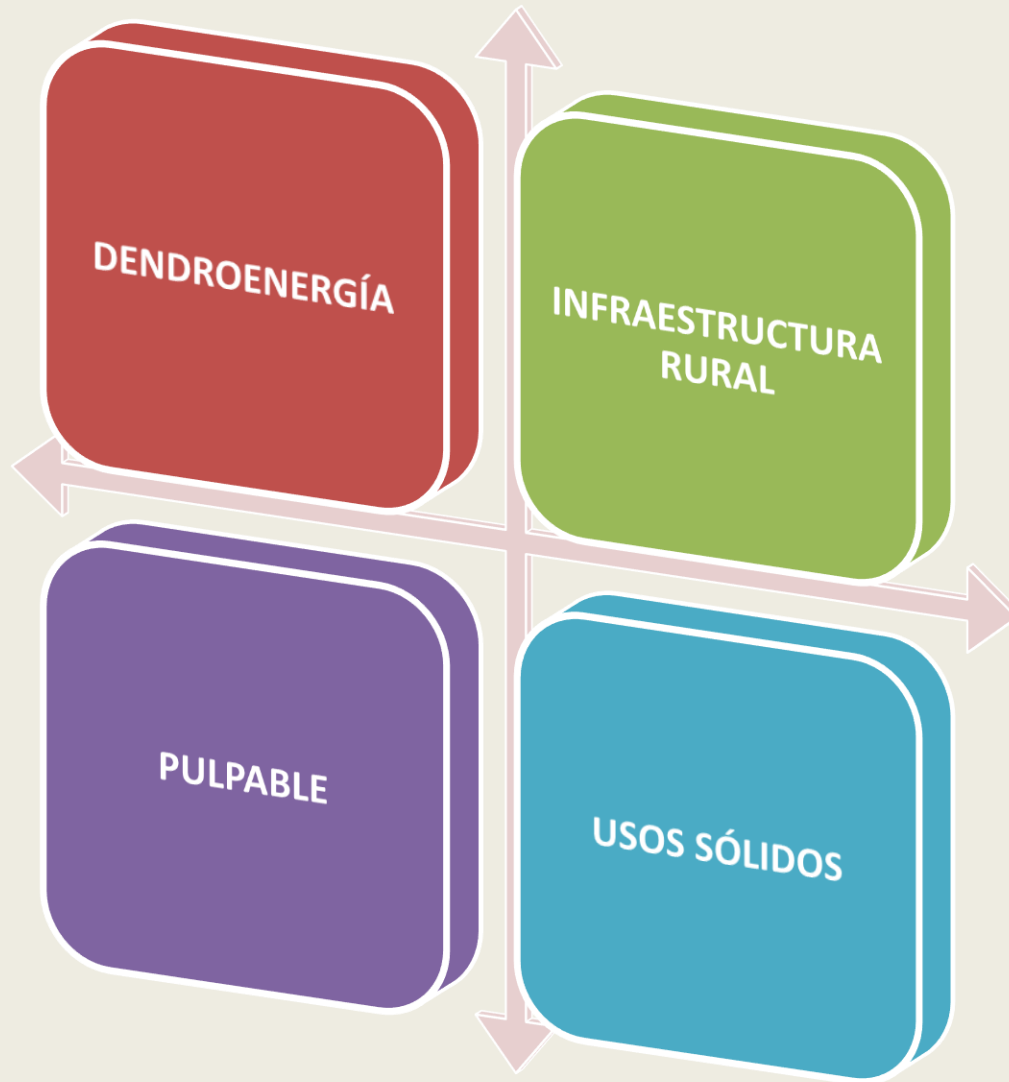 DENDROENERGÍA
INFRAESTRUCTURA
RURAL
PULPABLE
USOS SÓLIDOS